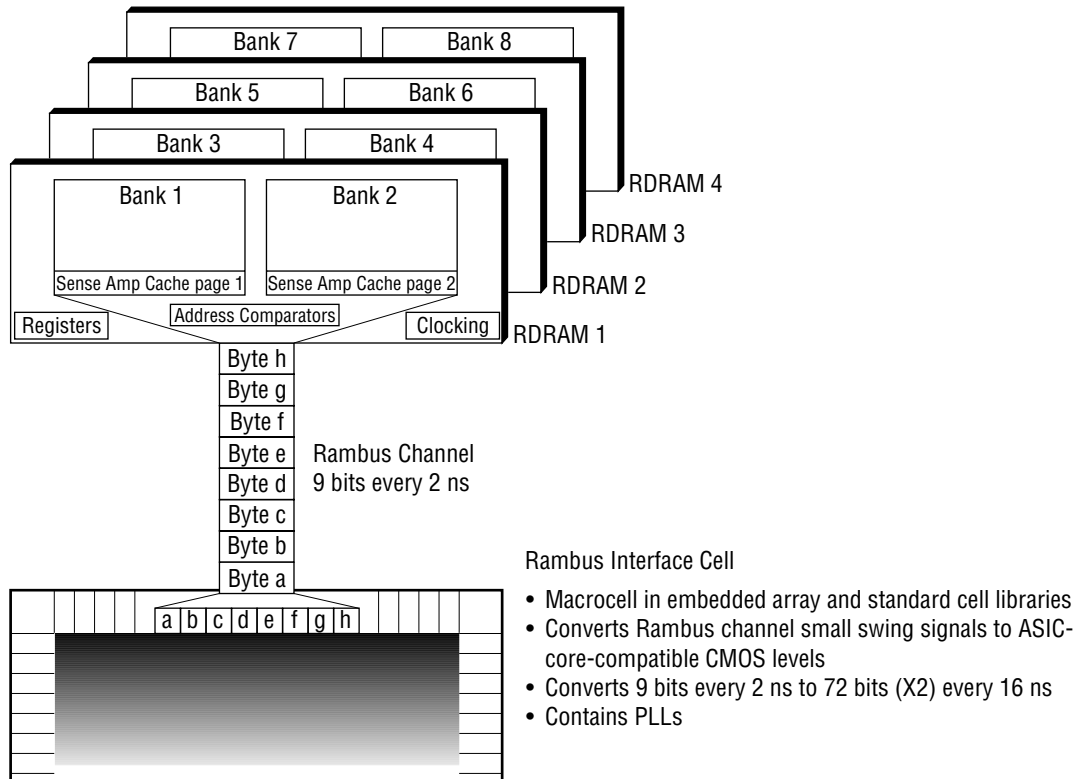 Bank 7
Bank 8
Bank 5
Bank 6
Bank 3
Bank 4
Bank 1
Bank 2
RDRAM 4
RDRAM 3
Sense Amp Cache page 1
Sense Amp Cache page 2
RDRAM 2
Registers
Address Comparators
Clocking
RDRAM 1
Byte h
Byte g
Byte f
Byte e
Byte d
Byte c
Byte b
Byte a
Rambus Channel
9 bits every 2 ns
a b c d e f g h
Rambus Interface Cell
• Macrocell in embedded array and standard cell libraries
• Converts Rambus channel small swing signals to ASIC-
core-compatible CMOS levels
• Converts 9 bits every 2 ns to 72 bits (X2) every 16 ns
• Contains PLLs